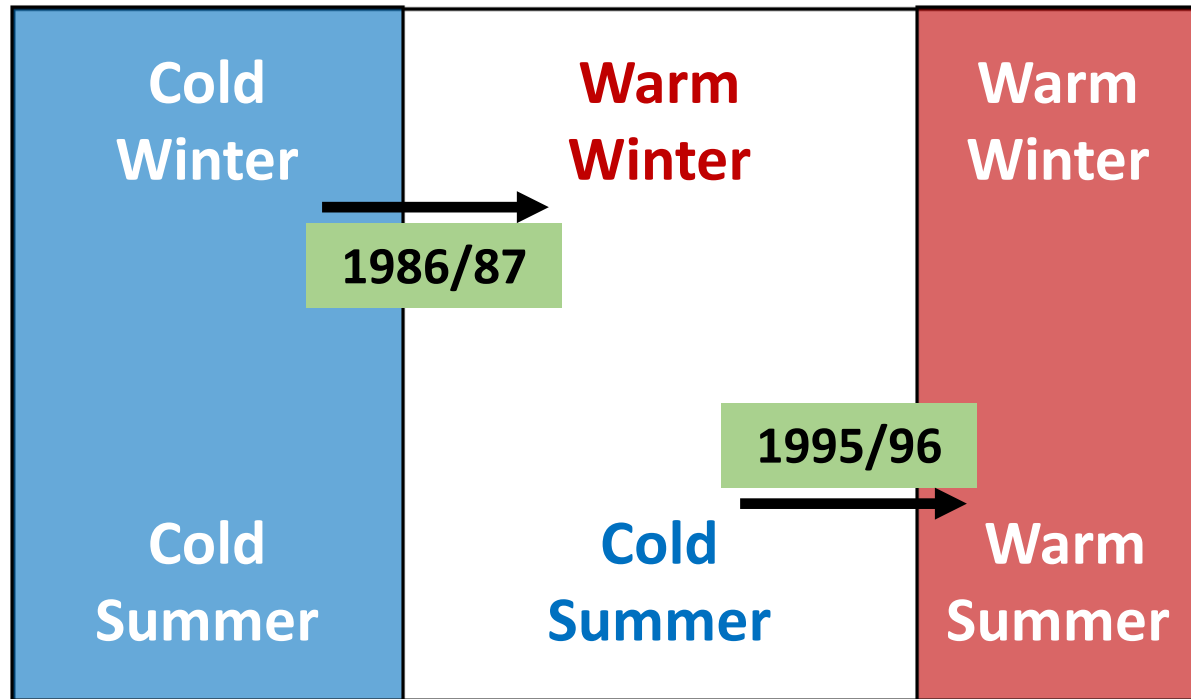 Cold
Winter
Warm
Winter
Warm
Winter
1986/87
1995/96
Cold
Summer
Cold
Summer
Warm
Summer